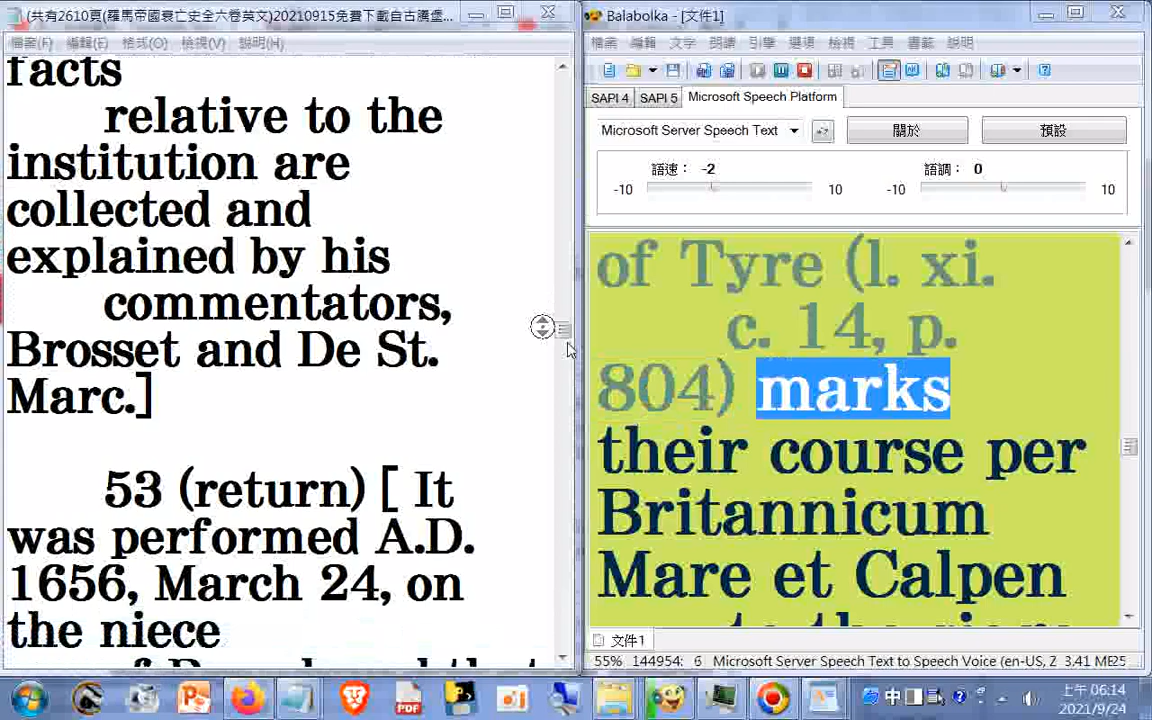 (共有2610頁(羅馬帝國衰亡史全六卷英文)20210915免費下載自古騰堡...
檔案(F) 編輯(E) 格式(O) 檢視(V) 說明(H)
facts
relative to the
institution are
collected and
explained by his
commentators,
Brosset and De St.
Marc.]
53 (return) [ It
was performed A.D.
1656, March 24, on
the niece
Balabolka - [文件1]
檔案 編輯 文字 朗讀 引擎 選項 檢視 工具 書籤 說明
SAPI 4 SAPI 5 Microsoft Speech Platform
Microsoft Server Speech Text 關於 預設
語速： -2 語調： 0
-10 10 -10 10
of Tyre (l. xi.
c. 14, p.
804) marks
their course per
Britannicum
Mare et Calpen
文件1
55% 144954: 6 Microsoft Server Speech Text to Speech Voice (en-US, Z 3.41 ME25
PDF 中 上午 06:14
2021/9/24